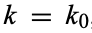 k = k₀;